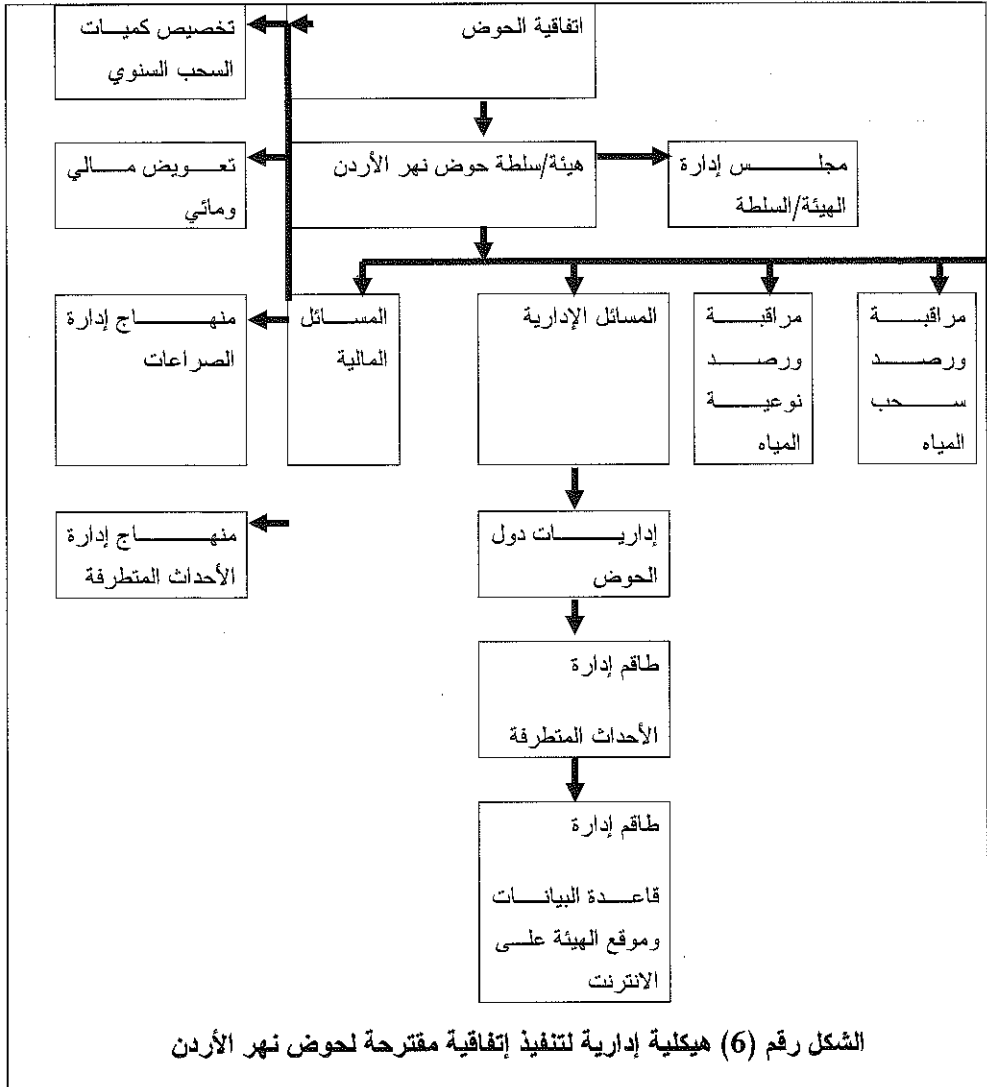 اتفاقية الحوض
تخصيص كميات
السحب السنوي
مجلس إدارة
الهيئة/السلطة
هيئة/سلطة حوض نهر الأردن
تعويض مالي
ومائي
مراقبة
ورصد
سحب
المياه
مراقبة
ورصد
نوعية
المياه
المسائل الإدارية
المسائل
المالية
منهاج إدارة
الصراعات
إداريات دول
الحوض
منهاج إدارة
الأحداث المتطرفة
طاقم إدارة
الأحداث المتطرفة
طاقم إدارة
قاعدة البيانات
وموقع الهيئة على
الانترنت
الشكل رقم (6) هيكلية إدارية لتنفيذ إتفاقية مقترحة لحوض نهر الأردن